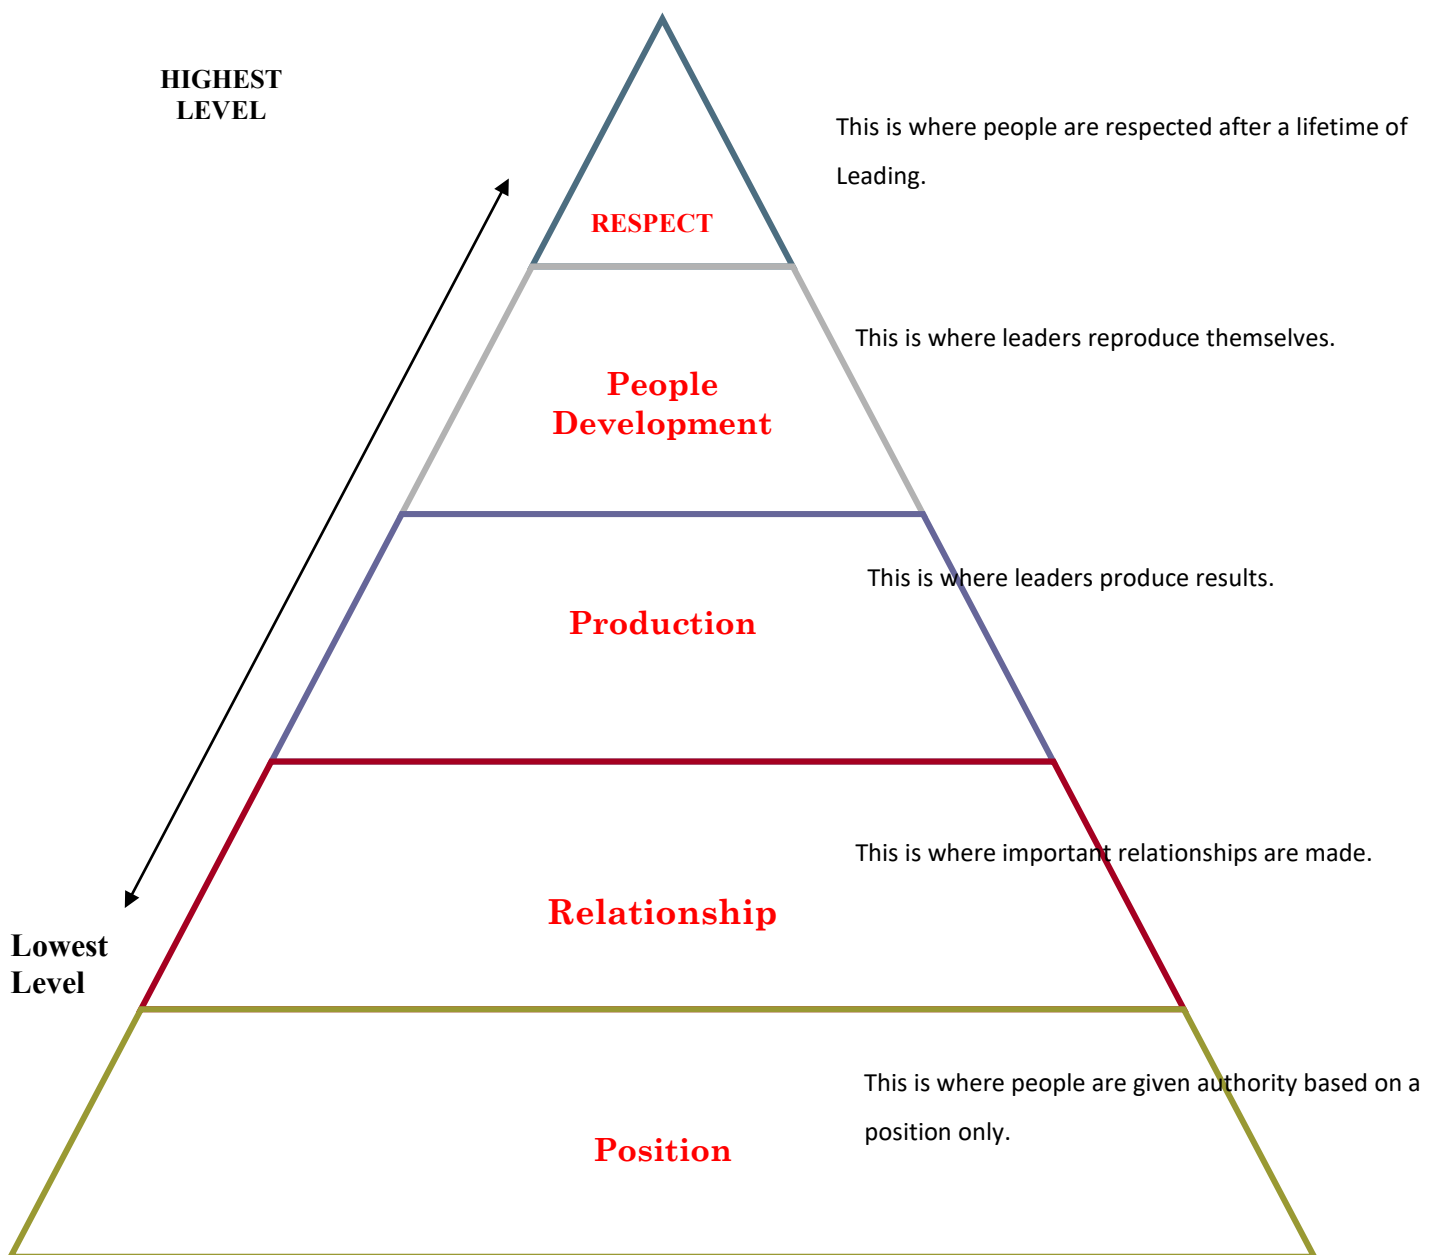 HIGHEST
LEVEL
This is where people are respected after a lifetime of
Leading.
RESPECT
This is where leaders reproduce themselves.
People
Development
This is where leaders produce results.
Production
This is where important relationships are made.
Relationship
Lowest
Level
This is where people are given authority based on a
position only.
Position